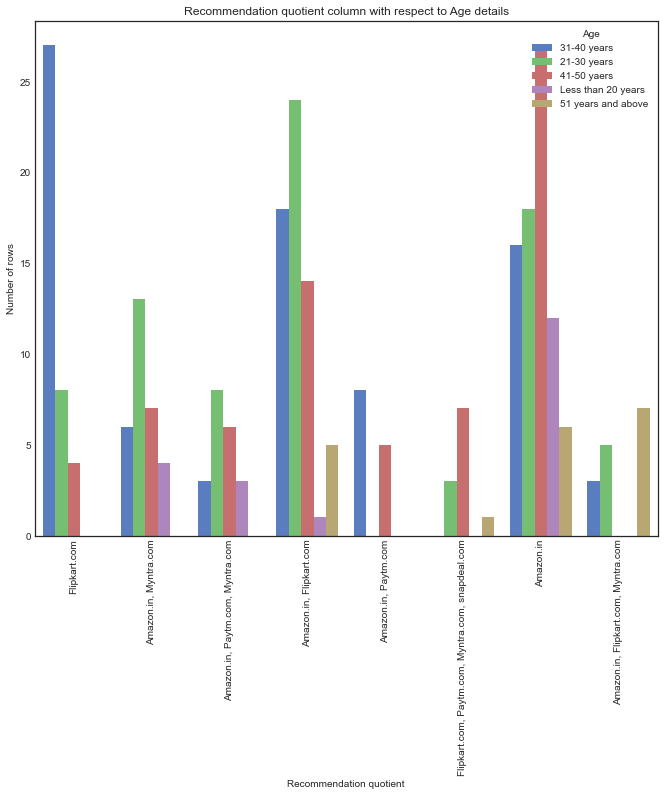 Recommendation quotient column with respect to Age details
Age
31-40 years
21-30 years
41-50 yaers
Less than 20 years
51 years and above
Number of rows
25
20
15
10
5
0
Flipkart.com
Amazon.in, Myntra.com
Amazon.in, Paytm.com, Myntra.com
Amazon.in, Flipkart.com
Amazon.in, Paytm.com
Flipkart.com, Paytm.com, Myntra.com, snapdeal.com
Amazon.in
Amazon.in, Flipkart.com, Myntra.com
Recommendation quotient